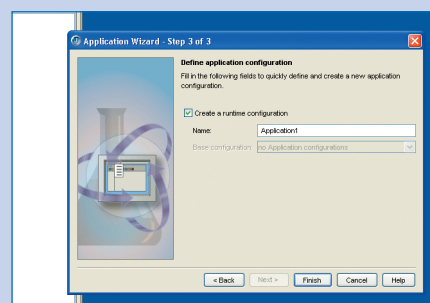 Application Wizard - Step 3 of 3
Define application configuration
Fill in the following fields to quickly define and create a new application
configuration.
Create a runtime configuration
Name: Application1
Base configuration: no Application configurations
< Back Next > Finish Cancel Help